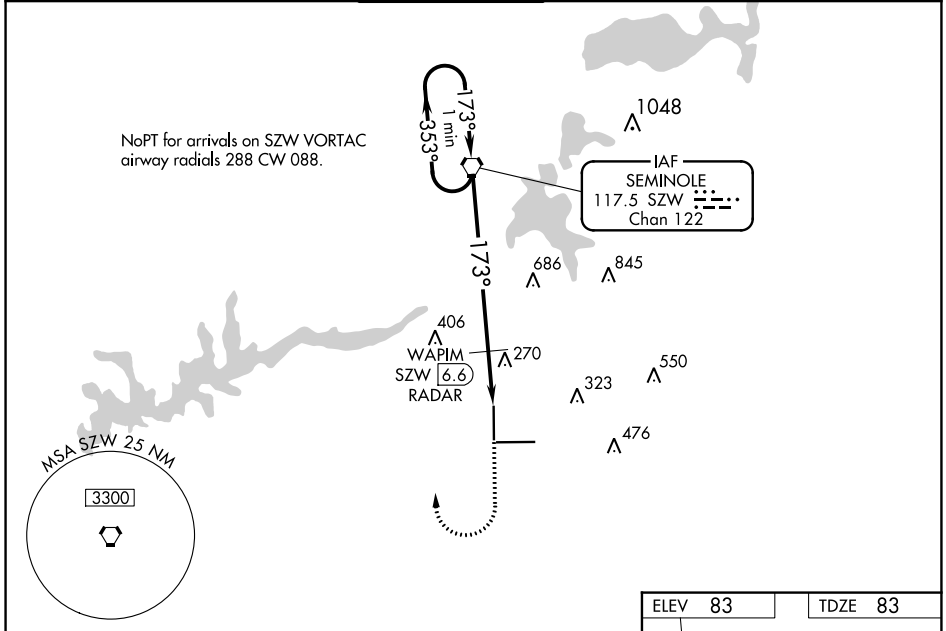 NoPT for arrivals on SZW VORTAC
airway radials 288 CW 088.
173°
1 min
353°
1048
IAF
SEMINOLE
117.5 SZW
Chan 122
173°
686
845
406
WAPIM
SZW 6.6
RADAR
270
323
550
476
MSA SZW 25 NM
3300
ELEV 83
TDZE 83